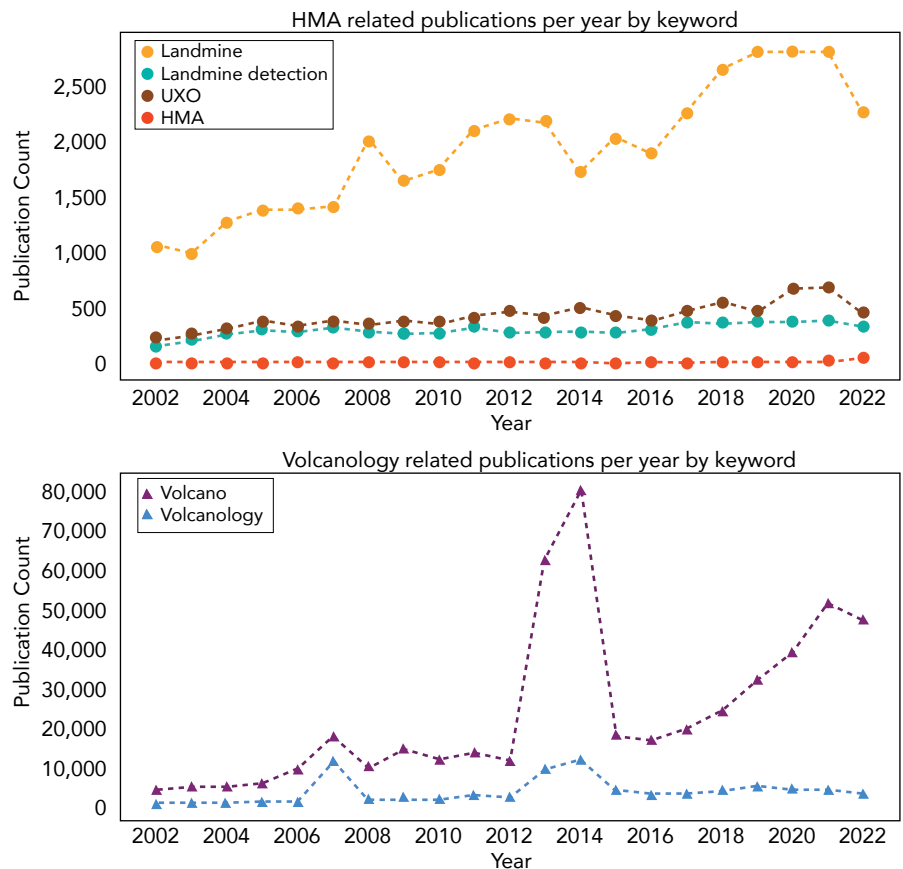 HMA related publications per year by keyword
Landmine
Landmine detection
UXO
HMA
Publication Count
2,500
2,000
1,500
1,000
500
0
2002 2004 2006 2008 2010 2012 2014 2016 2018 2020 2022
Year
Volcanology related publications per year by keyword
Volcano
Volcanology
Publication Count
80,000
70,000
60,000
50,000
40,000
30,000
20,000
10,000
0
2002 2004 2006 2008 2010 2012 2014 2016 2018 2020 2022
Year